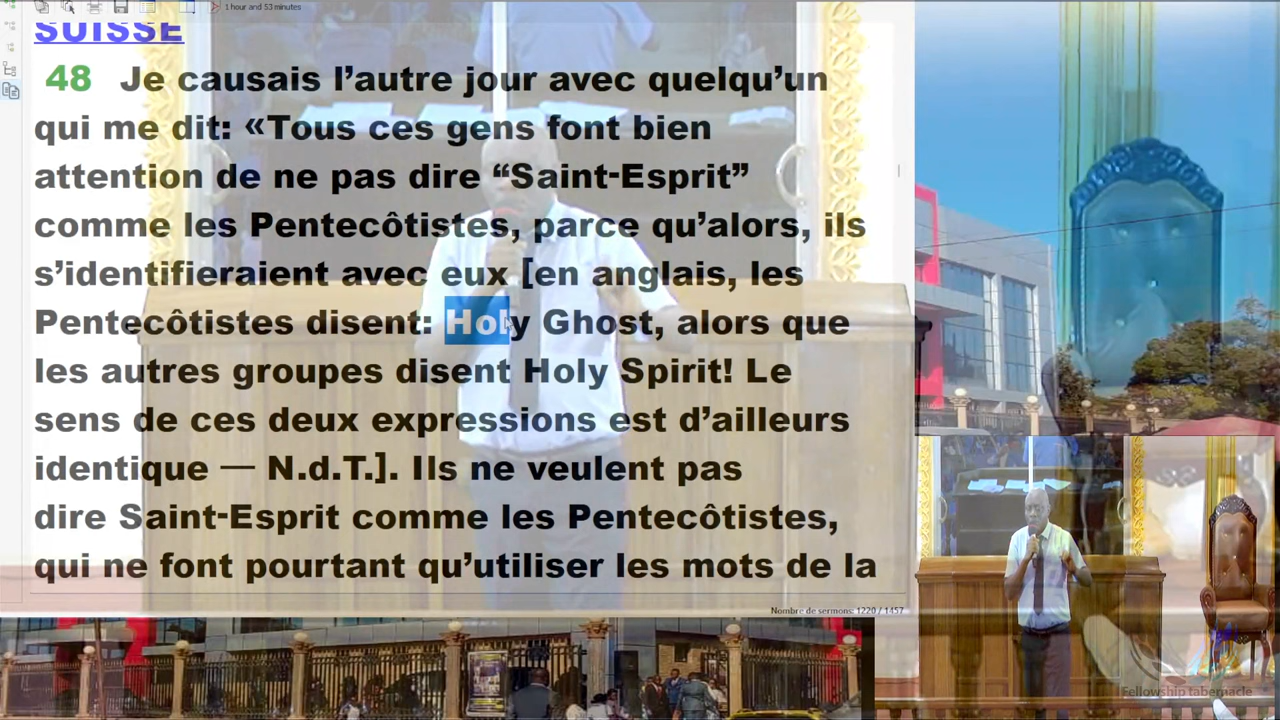 1 hour and 53 minutes
SUISSE
48 Je causais l’autre jour avec quelqu’un
qui me dit: «Tous ces gens font bien
attention de ne pas dire “Saint-Esprit”
comme les Pentecôtistes, parce qu’alors, ils
s’identifieraient avec eux [en anglais, les
Pentecôtistes disent: Holy Ghost, alors que
les autres groupes disent Holy Spirit! Le
sens de ces deux expressions est d’ailleurs
identique — N.d.T.]. Ils ne veulent pas
dire Saint-Esprit comme les Pentecôtistes,
qui ne font pourtant qu’utiliser les mots de la
Nombre de sermons: 1220 / 1457
Fellowship tabernacle